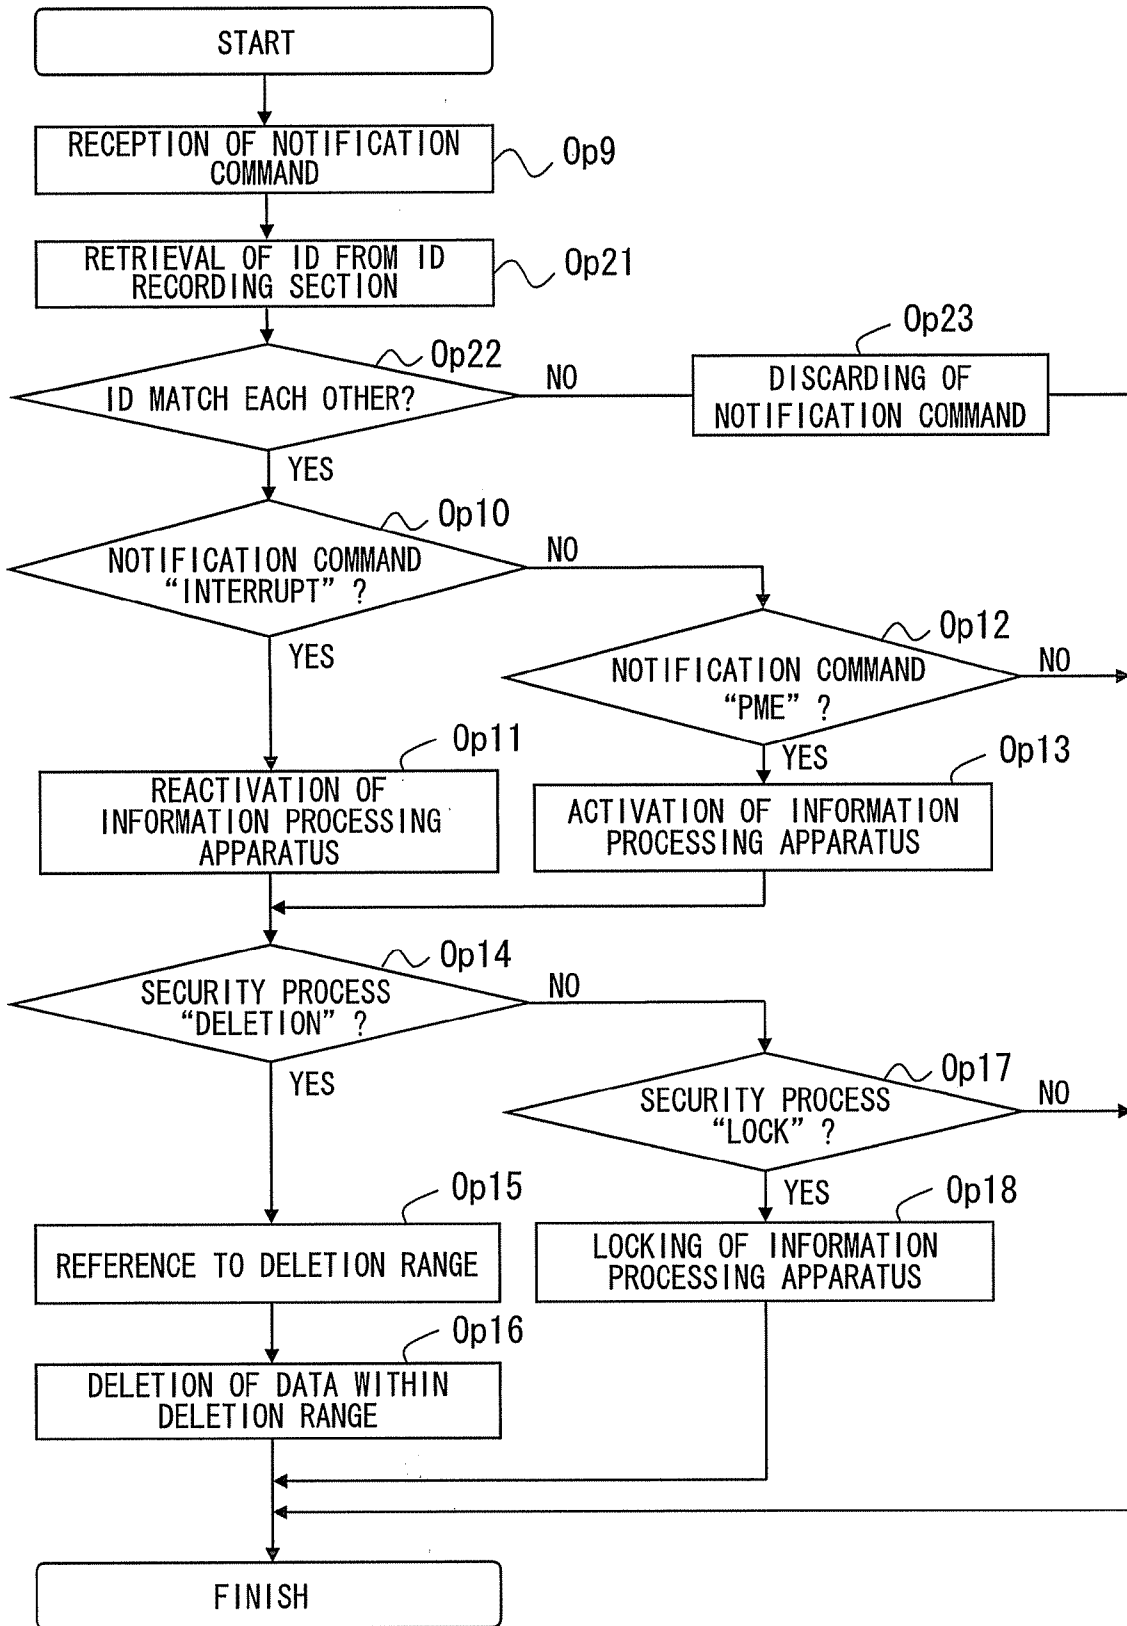 START
RECEPTION OF NOTIFICATION
COMMAND
Op9
RETRIEVAL OF ID FROM ID
RECORDING SECTION
Op21
ID MATCH EACH OTHER?
Op22
NO
DISCARDING OF
NOTIFICATION COMMAND
Op23
YES
NOTIFICATION COMMAND
“INTERRUPT” ?
Op10
NO
YES
NOTIFICATION COMMAND
“PME” ?
Op12
NO
YES
REACTIVATION OF
INFORMATION PROCESSING
APPARATUS
Op11
ACTIVATION OF INFORMATION
PROCESSING APPARATUS
Op13
SECURITY PROCESS
“DELETION” ?
Op14
NO
YES
SECURITY PROCESS
“LOCK” ?
Op17
NO
YES
REFERENCE TO DELETION RANGE
Op15
LOCKING OF INFORMATION
PROCESSING APPARATUS
Op18
DELETION OF DATA WITHIN
DELETION RANGE
Op16
FINISH